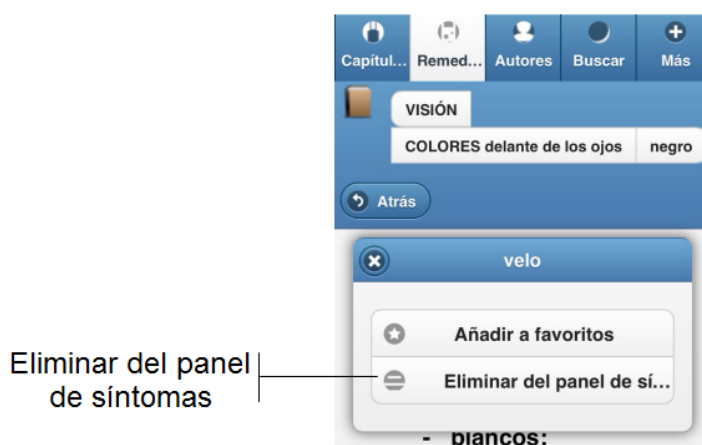 Capítul... Remed... Autores Buscar Más
VISIÓN
COLORES delante de los ojos negro
Atrás
velo
Añadir a favoritos
Eliminar del panel de sí...
Eliminar del panel
de síntomas
- blancos: